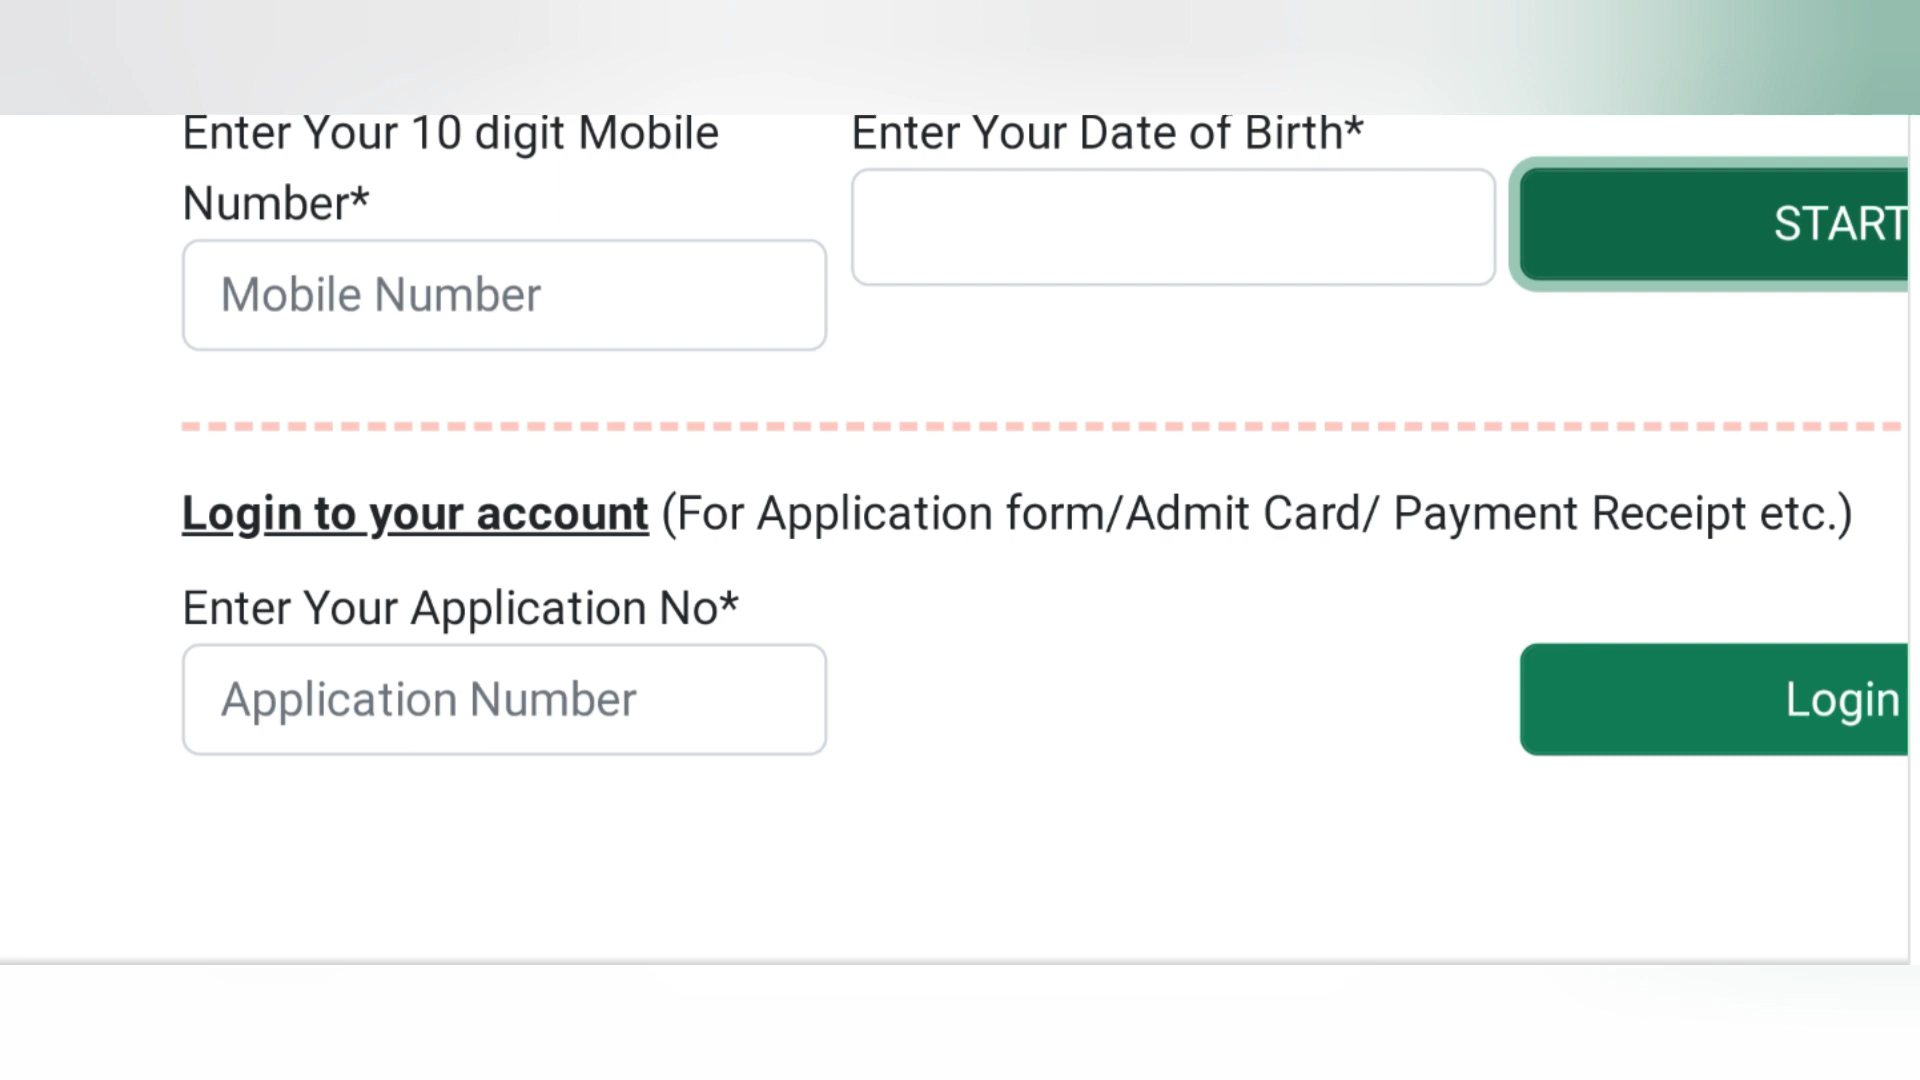 Enter Your 10 digit Mobile
Number*
Mobile Number
Enter Your Date of Birth*
START
Login to your account (For Application form/Admit Card/ Payment Receipt etc.)
Enter Your Application No*
Application Number
Login